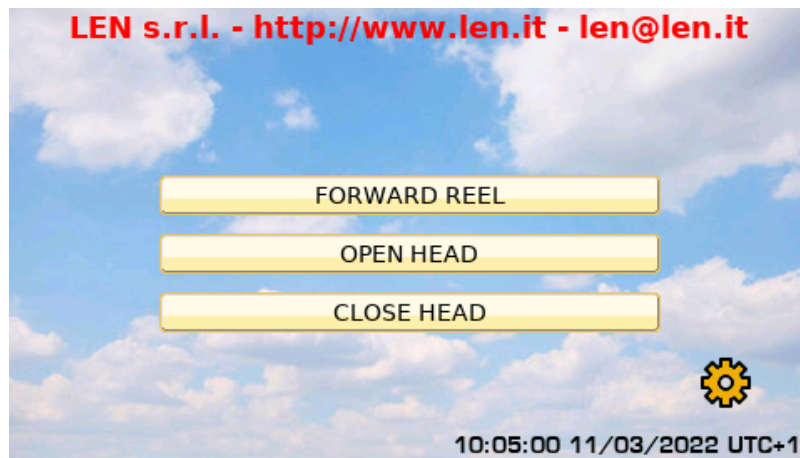 LEN s.r.l. - http://www.len.it - len@len.it
FORWARD REEL
OPEN HEAD
CLOSE HEAD
10:05:00 11/03/2022 UTC+1